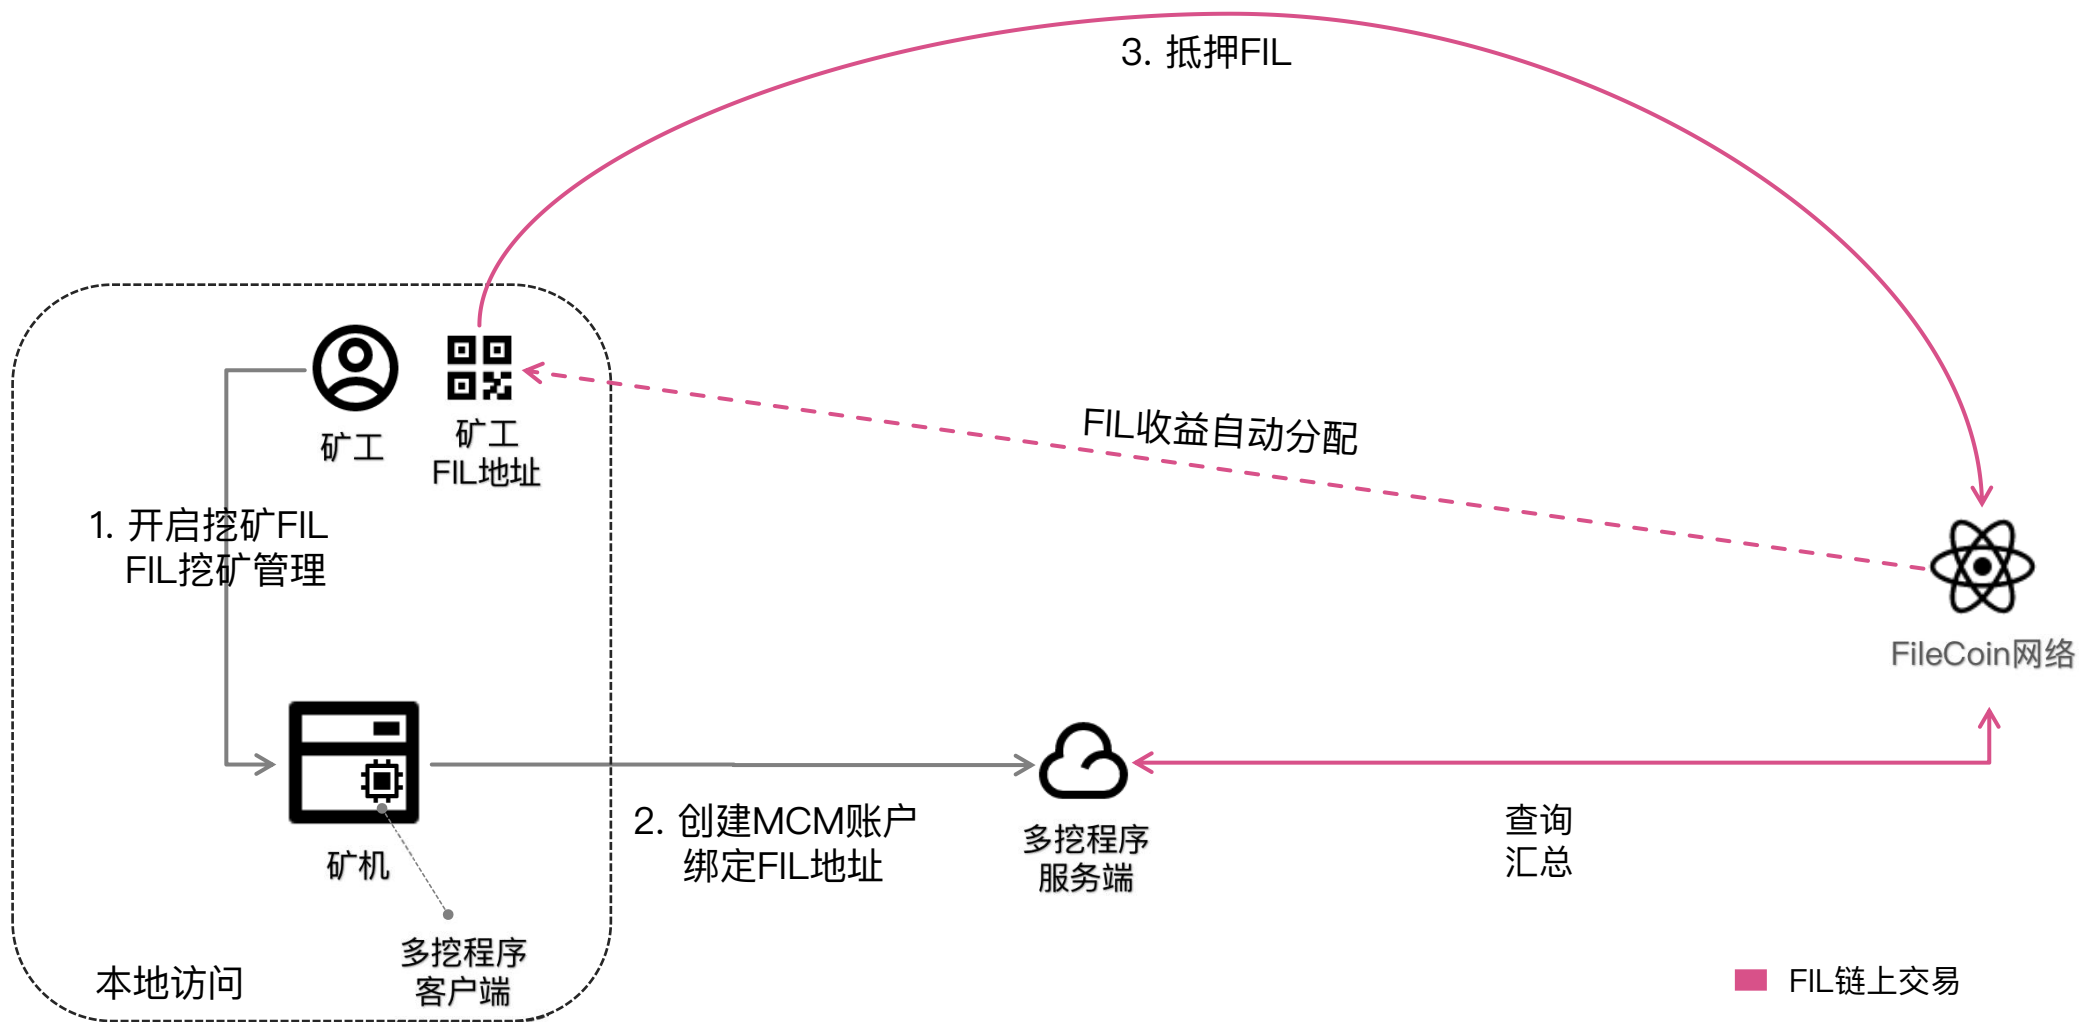 3. 抵押FIL
矿工
矿工
FIL地址
FIL收益自动分配
1. 开启挖矿FIL
FIL挖矿管理
FileCoin网络
矿机
2. 创建MCM账户
绑定FIL地址
多挖程序
服务端
查询
汇总
多挖程序
客户端
本地访问
FIL链上交易